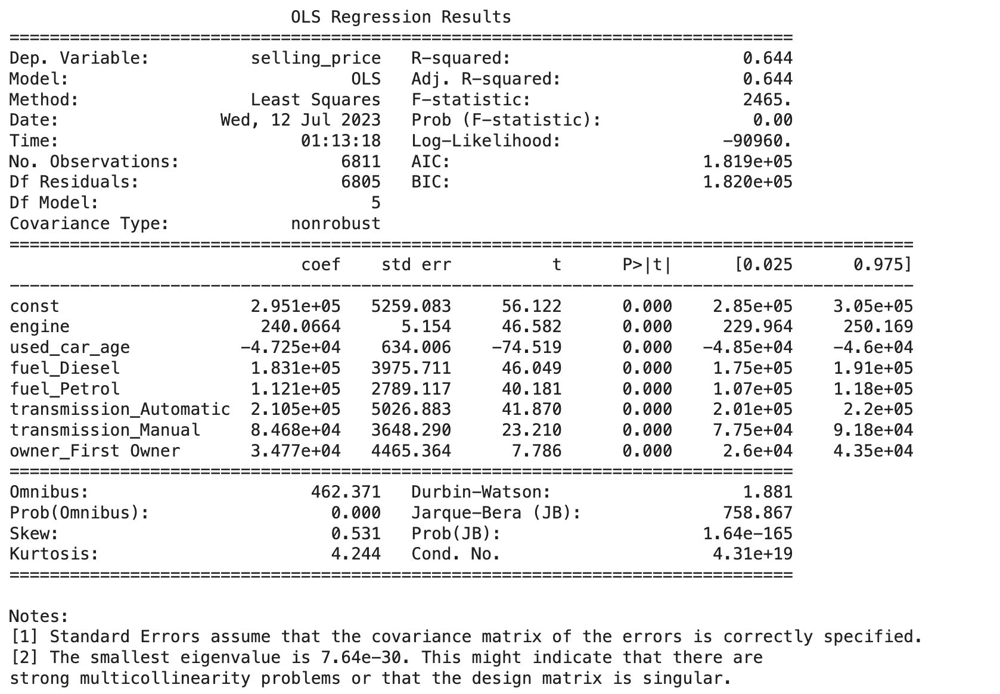 OLS Regression Results
==============================================================================
Dep. Variable:          selling_price   R-squared:                       0.644
Model:                            OLS   Adj. R-squared:                  0.644
Method:                 Least Squares   F-statistic:                     2465.
Date:                Wed, 12 Jul 2023   Prob (F-statistic):               0.00
Time:                        01:13:18   Log-Likelihood:                -90960.
No. Observations:                6811   AIC:                         1.819e+05
Df Residuals:                    6805   BIC:                         1.820e+05
Df Model:                           5
Covariance Type:            nonrobust
==========================================================================================
                             coef    std err          t      P>|t|      [0.025      0.975]
------------------------------------------------------------------------------------------
const                   2.951e+05   5259.083     56.122      0.000    2.85e+05    3.05e+05
engine                   240.0664      5.154     46.582      0.000     229.964     250.169
used_car_age           -4.725e+04    634.006    -74.519      0.000   -4.85e+04    -4.6e+04
fuel_Diesel             1.831e+05   3975.711     46.049      0.000    1.75e+05    1.91e+05
fuel_Petrol             1.121e+05   2789.117     40.181      0.000    1.07e+05    1.18e+05
transmission_Automatic  2.105e+05   5026.883     41.870      0.000    2.01e+05     2.2e+05
transmission_Manual     8.468e+04   3648.290     23.210      0.000    7.75e+04    9.18e+04
owner_First Owner       3.477e+04   4465.364      7.786      0.000     2.6e+04    4.35e+04
==============================================================================
Omnibus:                      462.371   Durbin-Watson:                   1.881
Prob(Omnibus):                  0.000   Jarque-Bera (JB):              758.867
Skew:                           0.531   Prob(JB):                    1.64e-165
Kurtosis:                       4.244   Cond. No.                     4.31e+19
==============================================================================

Notes:
[1] Standard Errors assume that the covariance matrix of the errors is correctly specified.
[2] The smallest eigenvalue is 7.64e-30. This might indicate that there are
strong multicollinearity problems or that the design matrix is singular.